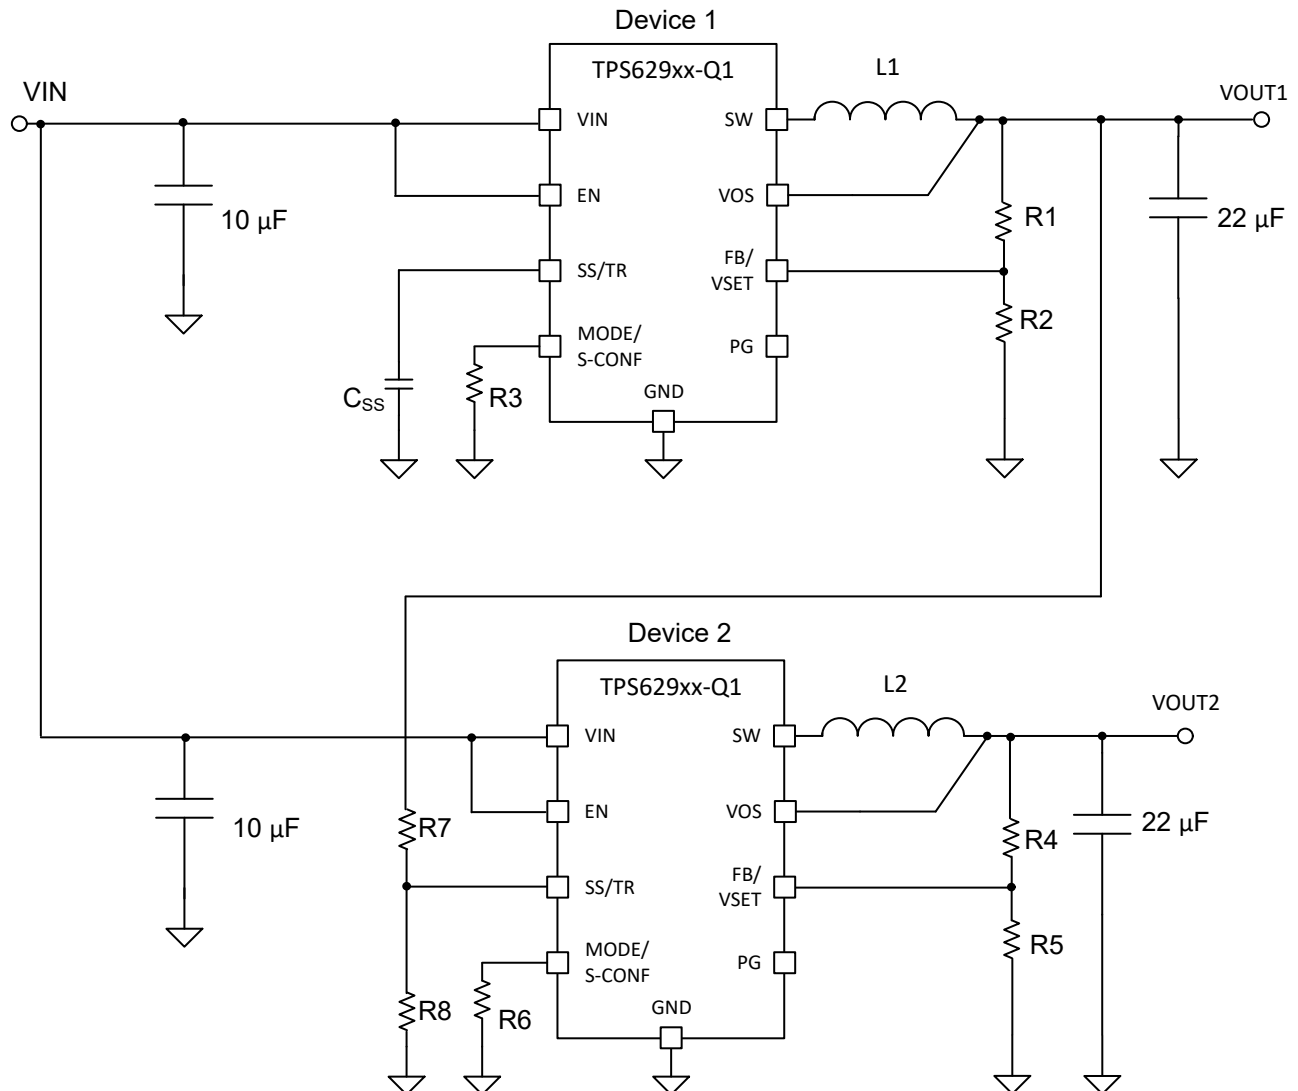 Device 1
TPS629xx-Q1
L1
VIN
VOUT1
VIN
SW
EN
VOS
10 µF
R1
22 µF
SS/TR
FB/
VSET
R2
MODE/
S-CONF
PG
CSS
R3
GND
Device 2
TPS629xx-Q1
L2
VOUT2
VIN
SW
EN
VOS
10 µF
R7
R4
22 µF
SS/TR
FB/
VSET
R5
MODE/
S-CONF
PG
R8
R6
GND